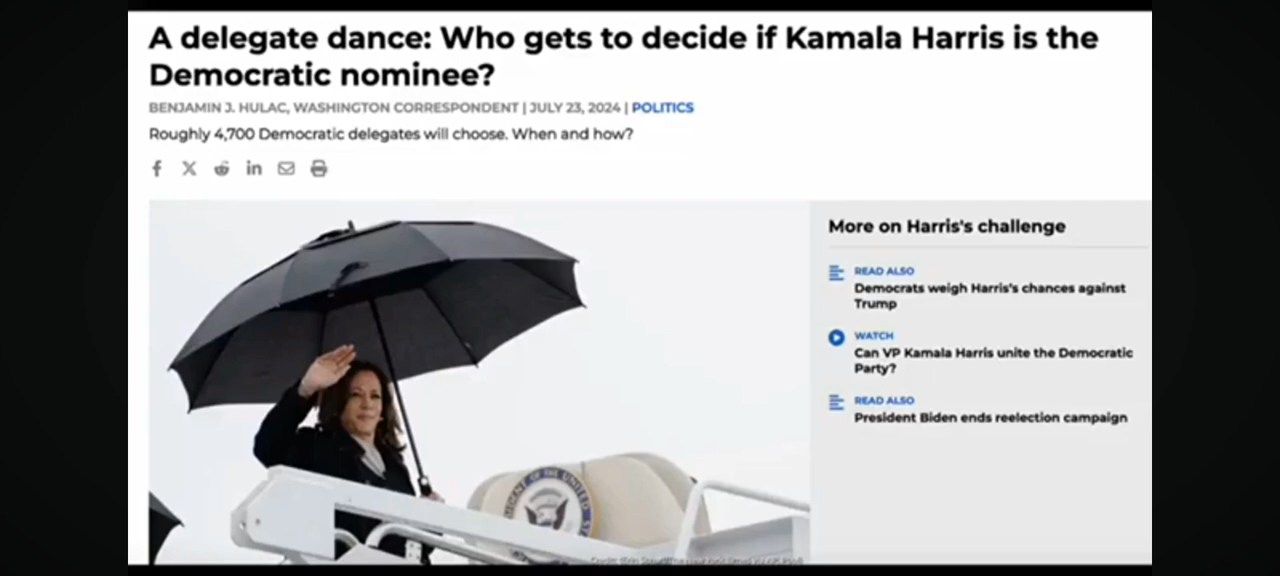 A delegate dance: Who gets to decide if Kamala Harris is the
Democratic nominee?
BENJAMIN J. HULAC, WASHINGTON CORRESPONDENT | JULY 23, 2024 | POLITICS
Roughly 4,700 Democratic delegates will choose. When and how?
More on Harris's challenge
READ ALSO
Democrats weigh Harris's chances against
Trump
WATCH
Can VP Kamala Harris unite the Democratic
Party?
READ ALSO
President Biden ends reelection campaign
OF THE UNITED